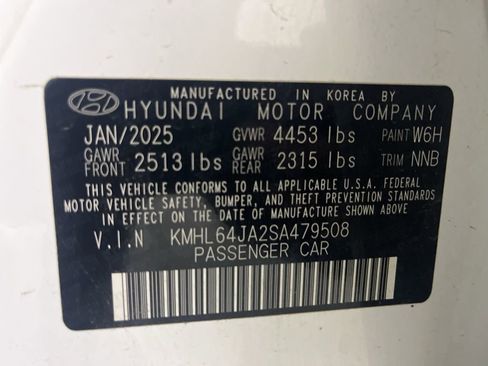 MANUFACTURED IN KOREA BY
HYUNDAI MOTOR COMPANY
JAN/2025 GVWR 4453 lbs PAINT W6H
GAWR FRONT 2513 lbs GAWR REAR 2315 lbs TRIM NNB
THIS VEHICLE CONFORMS TO ALL APPLICABLE U.S.A. FEDERAL
MOTOR VEHICLE SAFETY, BUMPER, AND THEFT PREVENTION STANDARDS
IN EFFECT ON THE DATE OF MANUFACTURE SHOWN ABOVE.
V.I.N KMHL64JA2SA479508
PASSENGER CAR